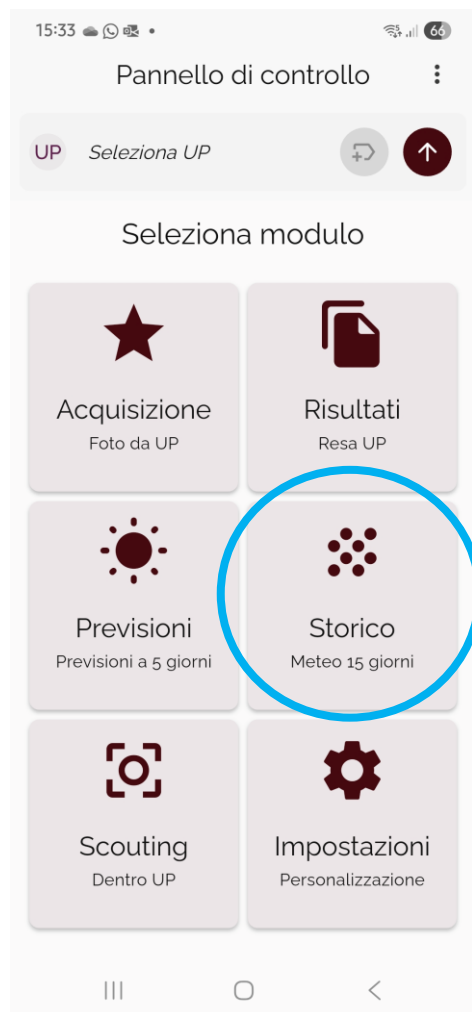 15:33
66
Pannello di controllo
UP Seleziona UP
Seleziona modulo
Acquisizione
Foto da UP
Risultati
Resa UP
Previsioni
Previsioni a 5 giorni
Storico
Meteo 15 giorni
Scouting
Dentro UP
Impostazioni
Personalizzazione